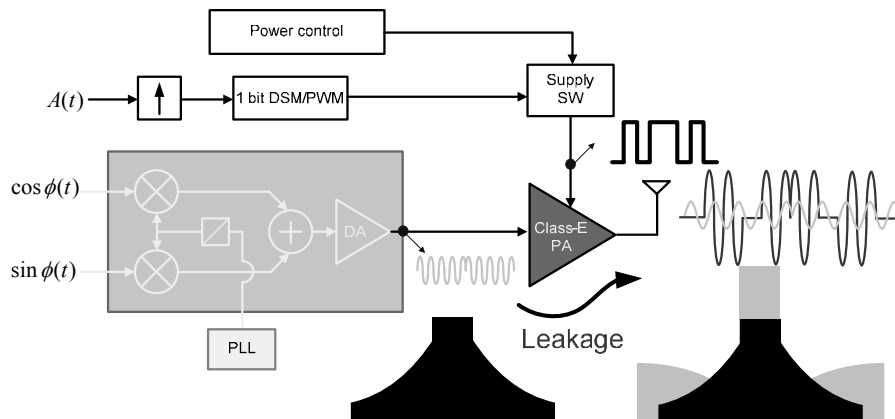 Power control
Supply
SW
A(t)
1 bit DSM/PWM
cos ϕ(t)
DA
Class-E
PA
sin ϕ(t)
PLL
Leakage